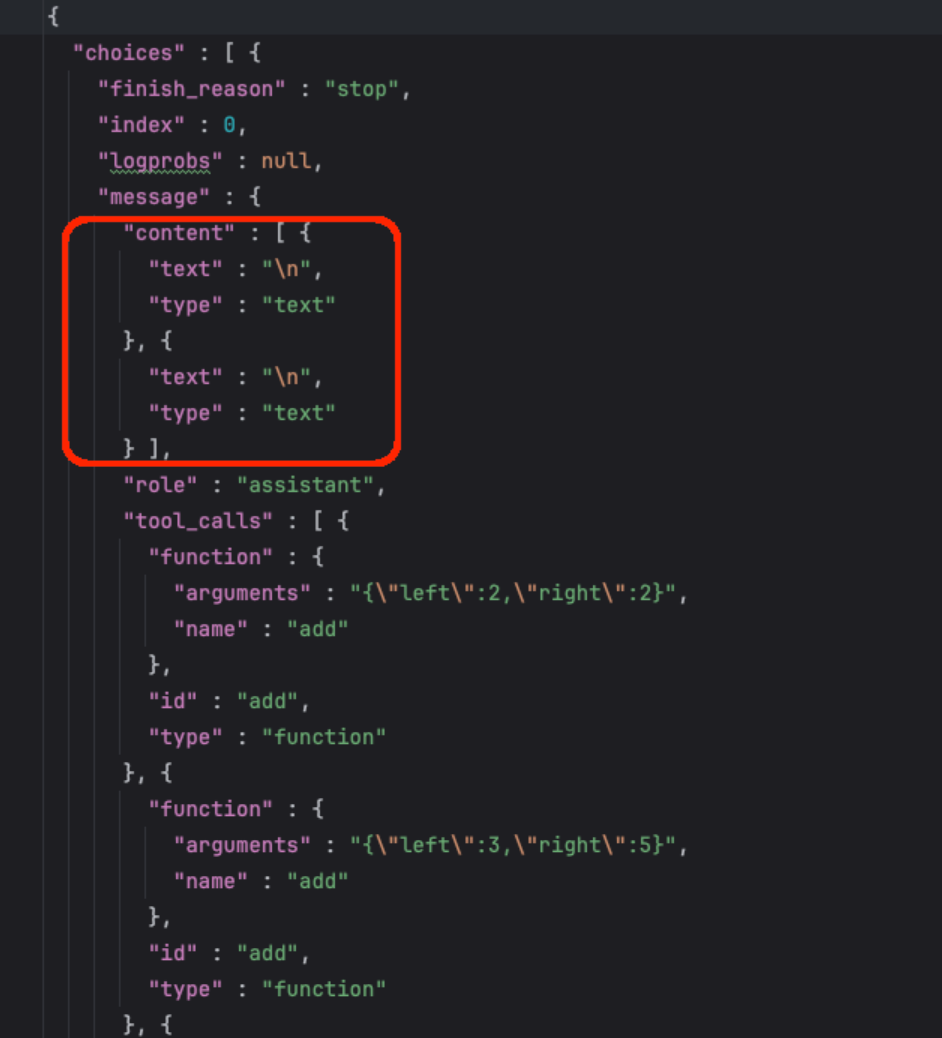 {
"choices" : [ {
"finish_reason" : "stop",
"index" : 0,
"logprobs" : null,
"message" : {
"content" : [ {
"text" : "\n",
"type" : "text"
}, {
"text" : "\n",
"type" : "text"
} ],
"role" : "assistant",
"tool_calls" : [ {
"function" : {
"arguments" : "{\"left\":2,\"right\":2}",
"name" : "add"
},
"id" : "add",
"type" : "function"
}, {
"function" : {
"arguments" : "{\"left\":3,\"right\":5}",
"name" : "add"
},
"id" : "add",
"type" : "function"
}, {